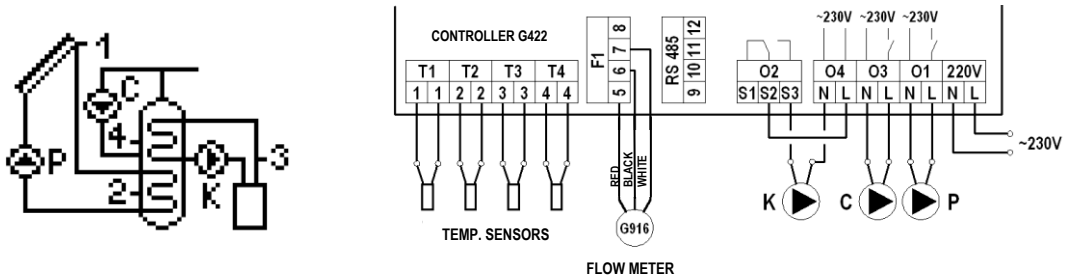 1
C
4
P
3
2
K
CONTROLLER G422
T1 T2 T3 T4
1 1 2 2 3 3 4 4
F1
5 6 7 8
RS 485
9 10 11 12
~230V ~230V ~230V
O2 O4 O3 O1 220V
S1 S2 S3 N L N L N L N L
~230V
RED
BLACK
WHITE
K C P
G916
TEMP. SENSORS
FLOW METER